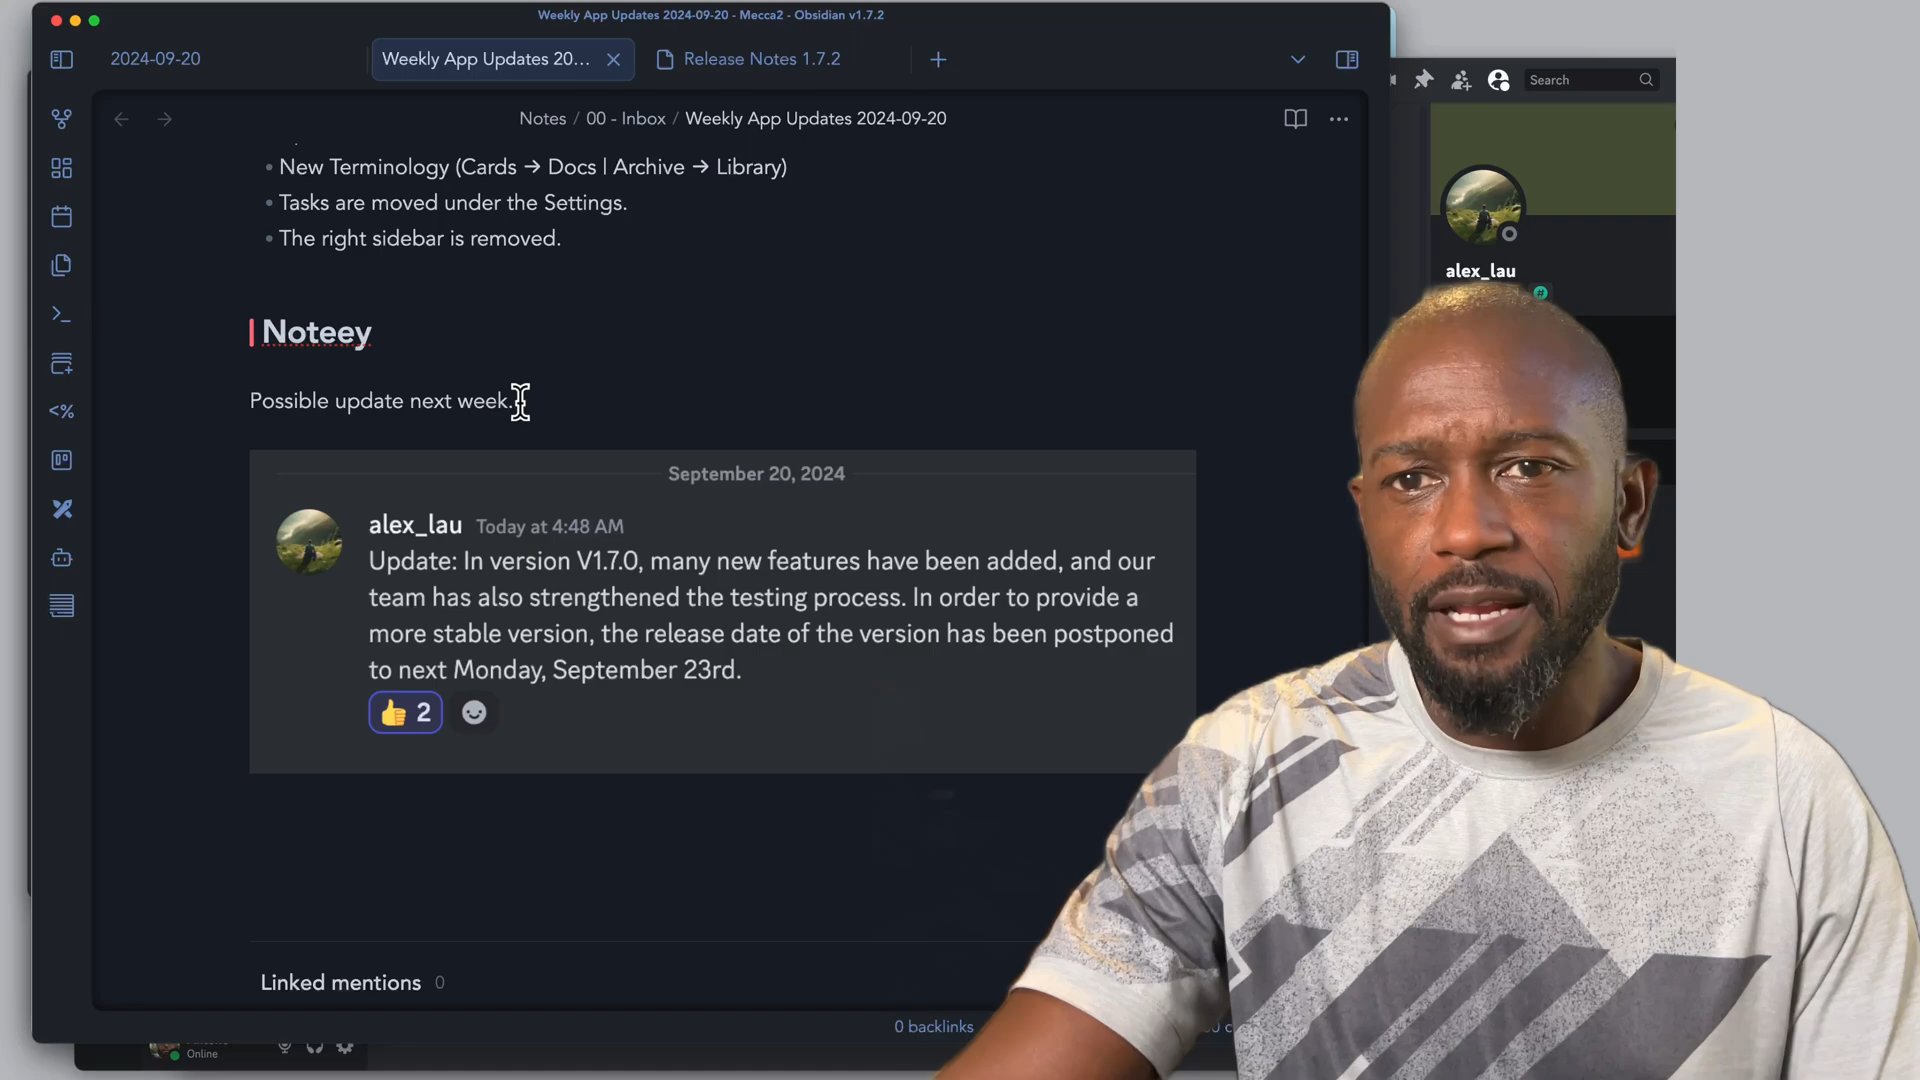 Weekly App Updates 2024-09-20 - Mecca2 - Obsidian v1.7.2
2024-09-20
Weekly App Updates 20...
Release Notes 1.7.2
Search
Notes / 00 - Inbox / Weekly App Updates 2024-09-20
New Terminology (Cards → Docs | Archive → Library)
Tasks are moved under the Settings.
The right sidebar is removed.
alex_lau
Noteey
Possible update next week.
September 20, 2024
alex_lau Today at 4:48 AM
Update: In version V1.7.0, many new features have been added, and our
team has also strengthened the testing process. In order to provide a
more stable version, the release date of the version has been postponed
to next Monday, September 23rd.
👍 2
Linked mentions 0
0 backlinks
Online